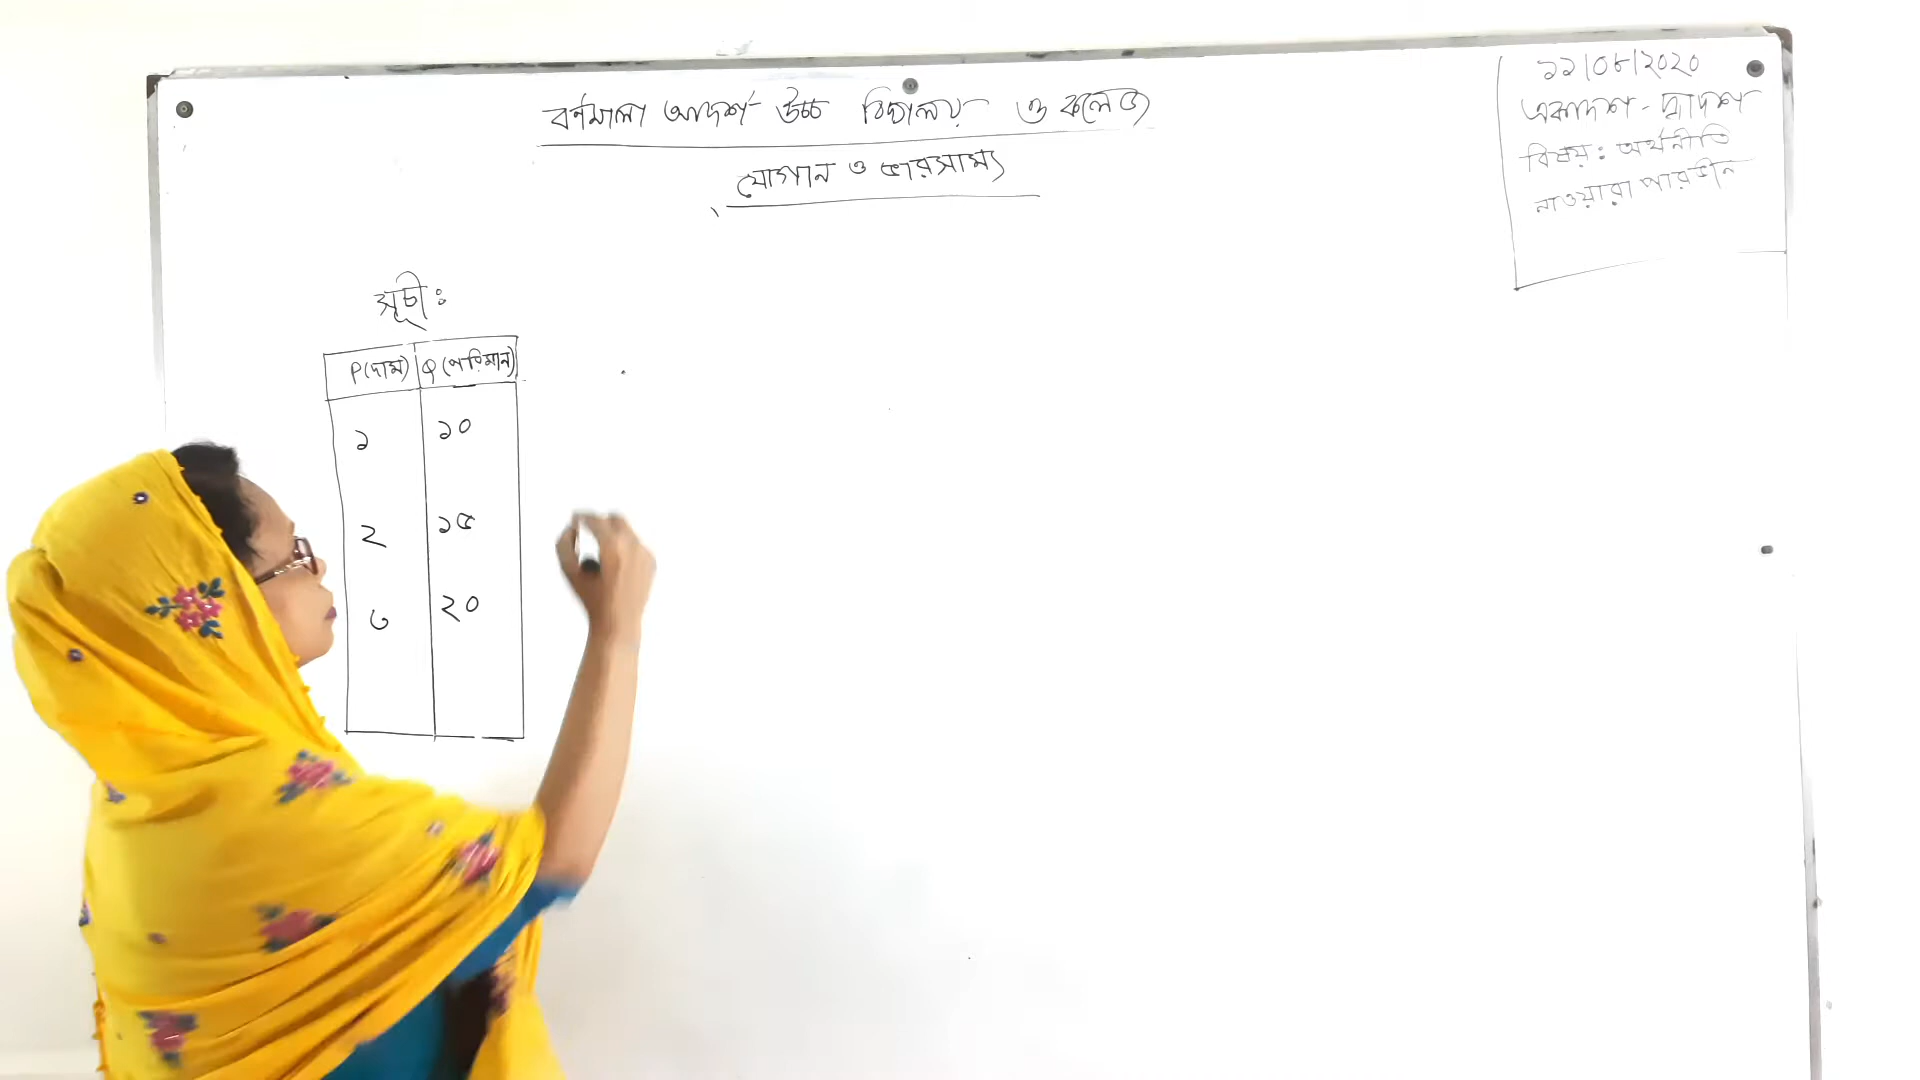 বর্ণমালা আদর্শ উচ্চ বিদ্যালয় ও কলেজ
যোগান ও ভারসাম্য
১১/০৮/২০২০
একাদশ - দ্বাদশ
বিষয়: অর্থনীতি
নাওয়ারা পারভীন
সূচী:
P(দাম) Q(পরিমান)
১ ১০
২ ১৫
৩ ২০